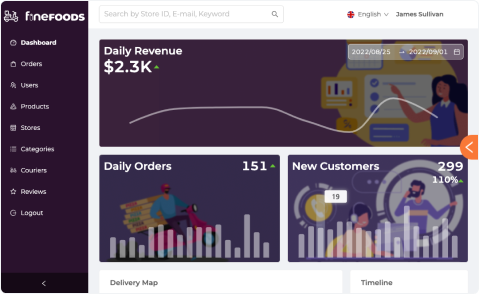 finefoods
Search by Store ID, E-mail, Keyword
English
James Sullivan
Dashboard
Orders
Users
Products
Stores
Categories
Couriers
Reviews
Logout
Daily Revenue
$2.3K
2022/08/25 → 2022/09/01
Daily Orders
151
New Customers
299
110%
19
Delivery Map
Timeline